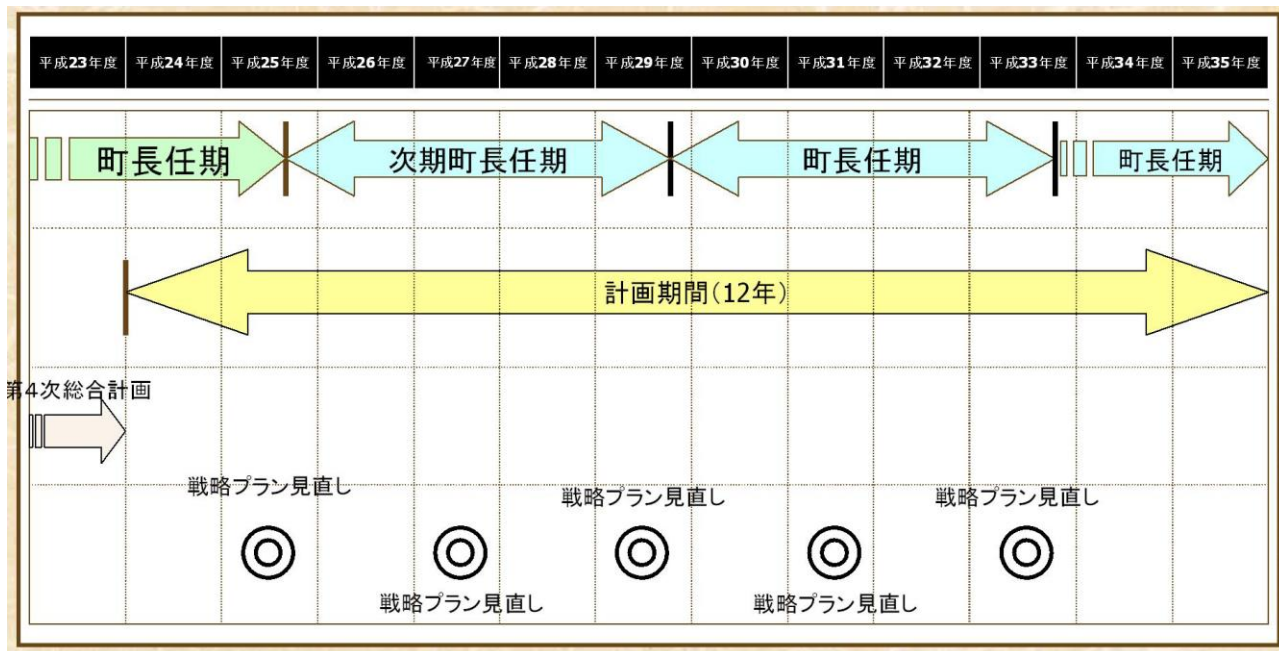 平成23年度 平成24年度 平成25年度 平成26年度 平成27年度 平成28年度 平成29年度 平成30年度 平成31年度 平成32年度 平成33年度 平成34年度 平成35年度
町長任期 次期町長任期 町長任期 町長任期
計画期間(12年)
第4次総合計画
戦略プラン見直し 戦略プラン見直し 戦略プラン見直し
戦略プラン見直し 戦略プラン見直し